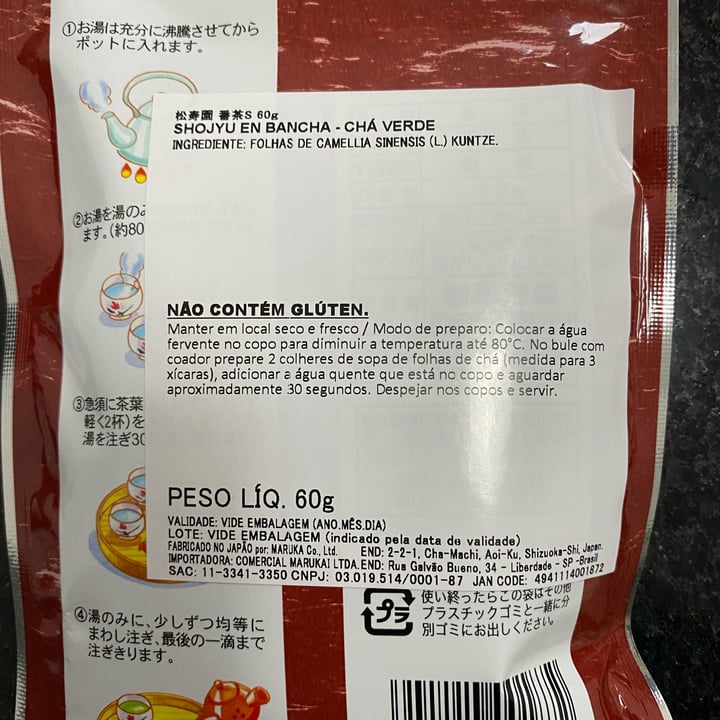 ①お湯は充分に沸騰させてから
ポットに入れます。
②お湯を湯のみ
ます。(約80
③急須に茶葉
軽く2杯)を
湯を注ぎ30
④湯のみに、少しずつ均等に
まわし注ぎ、最後の一滴まで
注ぎきります。
松寿園 番茶S 60g
SHOJYU EN BANCHA - CHÁ VERDE
INGREDIENTE: FOLHAS DE CAMELLIA SINENSIS (L.) KUNTZE.
NÃO CONTÉM GLÚTEN.
Manter em local seco e fresco / Modo de preparo: Colocar a água
fervente no copo para diminuir a temperatura até 80°C. No bule com
coador prepare 2 colheres de sopa de folhas de chá (medida para 3
xícaras), adicionar a água quente que está no copo e aguardar
aproximadamente 30 segundos. Despejar nos copos e servir.
PESO LÍQ. 60g
VALIDADE: VIDE EMBALAGEM (ANO.MÊS.DIA)
LOTE: VIDE EMBALAGEM (indicado pela data de validade)
FABRICADO NO JAPÃO por: MARUKA Co., Ltd. END: 2-2-1, Cha-Machi, Aoi-Ku, Shizuoka-Shi, Japan.
IMPORTADORA: COMERCIAL MARUKAI LTDA.END: Rua Galvão Bueno, 34 - Liberdade - SP -Brasil
SAC: 11-3341-3350 CNPJ: 03.019.514/0001-87 JAN CODE: 4941114001872
プラ
使い終わったらこの袋はその他
プラスチックゴミと一緒に分
別ゴミにお出しください。